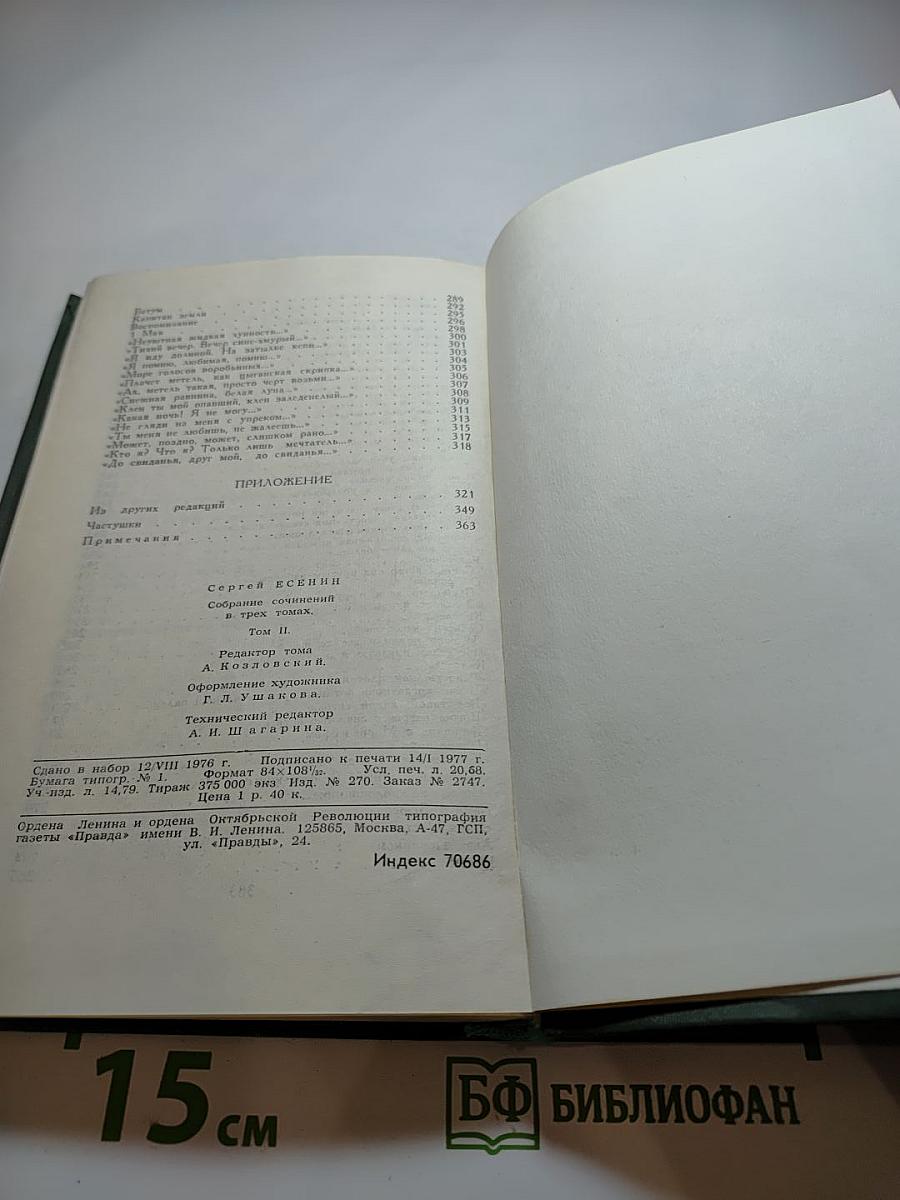 Ветры . . . 289
Капитан земли . . . 292
Воспоминание . . . 295
1 Мая . . . 296
«Неуютная жидкая лунность...» . . . 298
«Тихий вечер. Вечер сине-хмурый...» . . . 300
«Я иду долиной. На затылке кепи...» . . . 301
«Я помню, любимая, помню...» . . . 303
«Море голосов воробьиных...» . . . 304
«Плачет метель, как цыганская скрипка...» . . . 305
«Ах, метель такая, просто черт возьми...» . . . 306
«Снежная равнина, белая луна...» . . . 307
«Клен ты мой опавший, клен заледенелый...» . . . 308
«Какая ночь! Я не могу...» . . . 309
«Не гляди на меня с упреком...» . . . 311
«Ты меня не любишь, не жалеешь...» . . . 313
«Может, поздно, может, слишком рано...» . . . 315
«Кто я? Что я? Только лишь мечтатель...» . . . 317
«До свиданья, друг мой, до свиданья...» . . . 318
ПРИЛОЖЕНИЕ
Из других редакций . . . 321
Частушки . . . 349
Примечания . . . 363
Сергей ЕСЕНИН
Собрание сочинений
в трех томах.
Том II.
Редактор тома
А. Козловский.
Оформление художника
Г. Л. Ушакова.
Технический редактор
А. И. Шагарина.
Сдано в набор 12/VIII 1976 г. Подписано к печати 14/I 1977 г.
Бумага типогр. № 1. Формат 84×108¹/₃₂. Усл. печ. л. 20,68.
Уч.-изд. л. 14,79. Тираж 375 000 экз Изд. № 270. Заказ № 2747.
Цена 1 р. 40 к.
Ордена Ленина и ордена Октябрьской Революции типография
газеты «Правда» имени В. И. Ленина. 125865, Москва, А-47, ГСП,
ул. «Правды», 24.
Индекс 70686
15 см
БФ БИБЛИОФАН